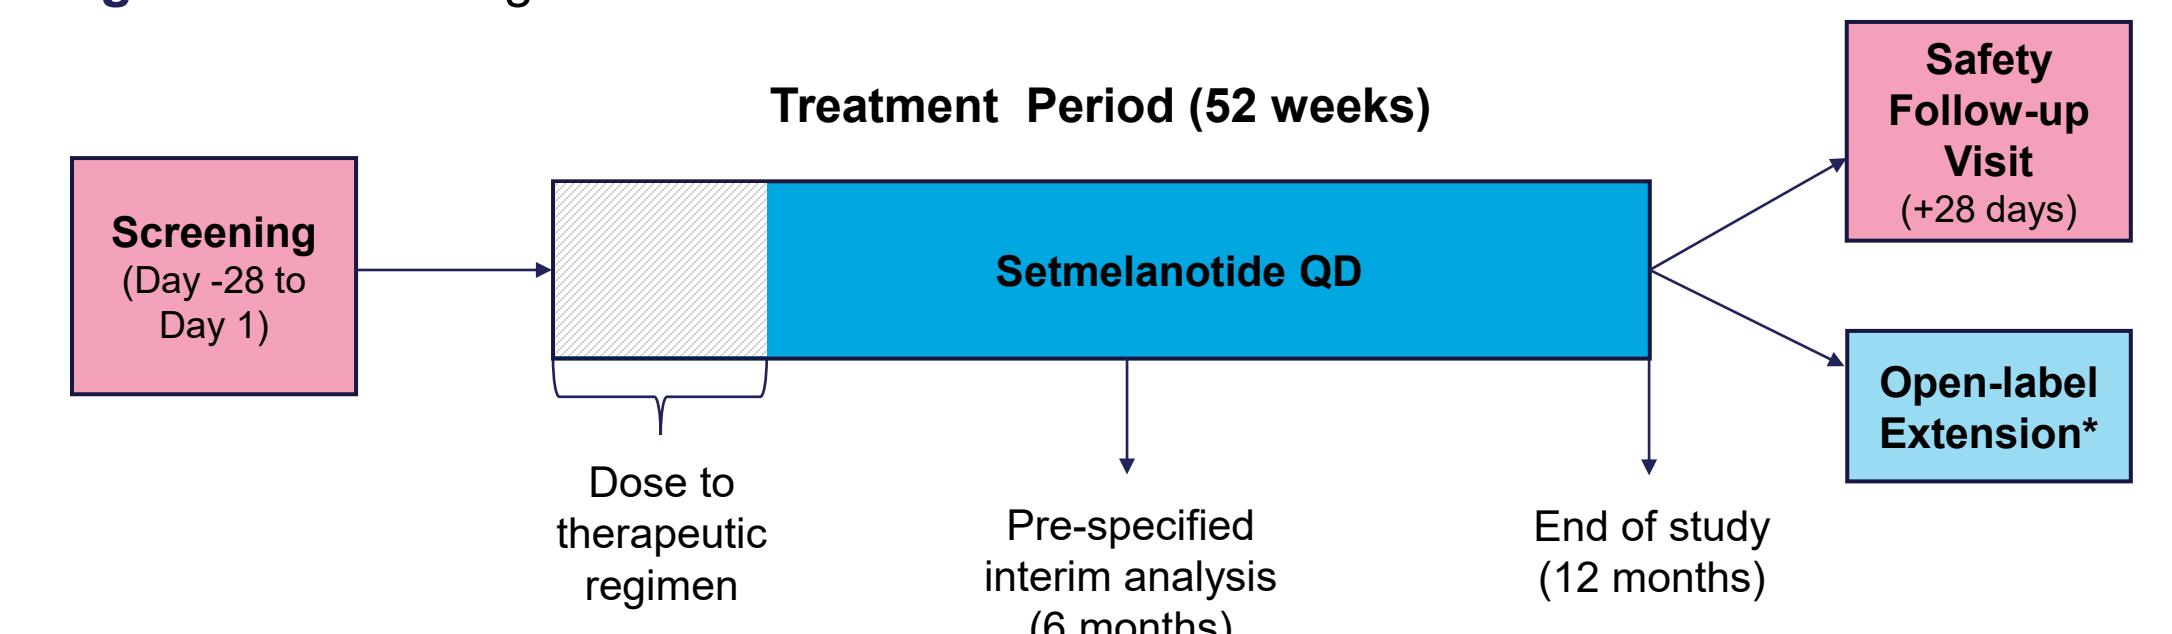 Treatment Period (52 weeks)
Screening
(Day -28 to
Day 1)
Setmelanotide QD
Safety
Follow-up
Visit
(+28 days)
Open-label
Extension*
Dose to
therapeutic
regimen
Pre-specified
interim analysis
(6 months)
End of study
(12 months)